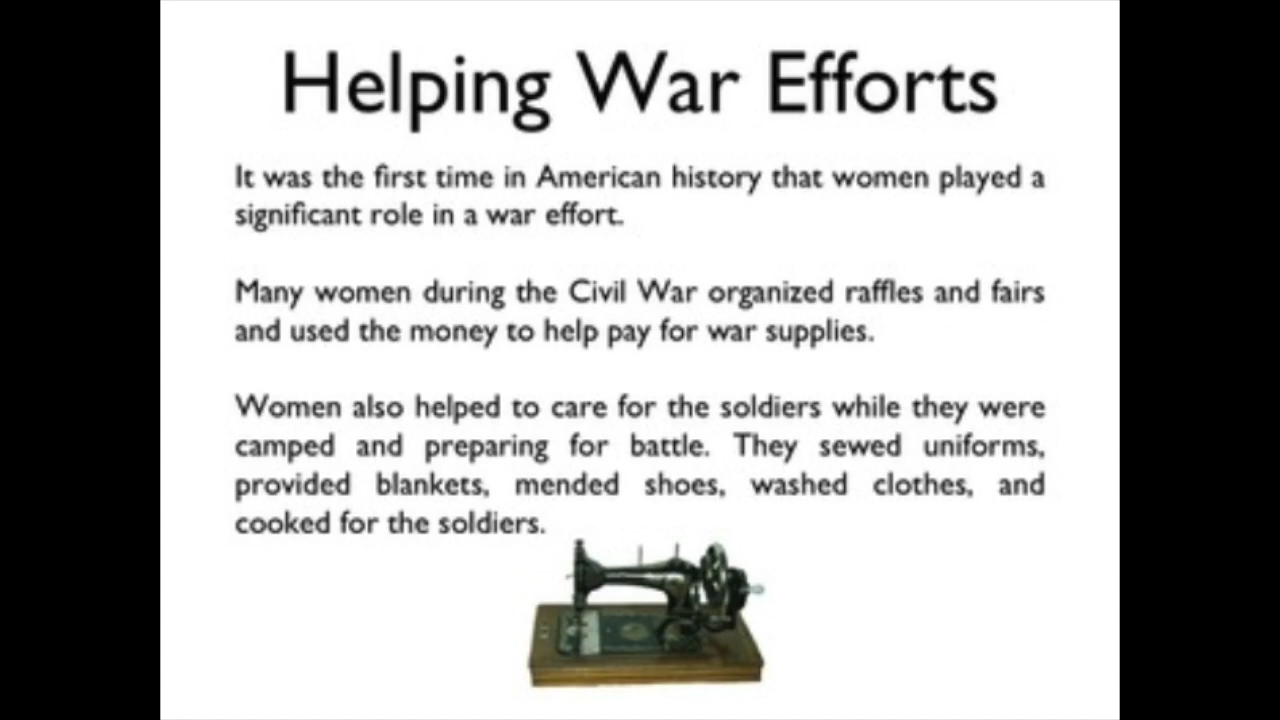 Helping War Efforts
It was the first time in American history that women played a
significant role in a war effort.
Many women during the Civil War organized raffles and fairs
and used the money to help pay for war supplies.
Women also helped to care for the soldiers while they were
camped and preparing for battle. They sewed uniforms,
provided blankets, mended shoes, washed clothes, and
cooked for the soldiers.